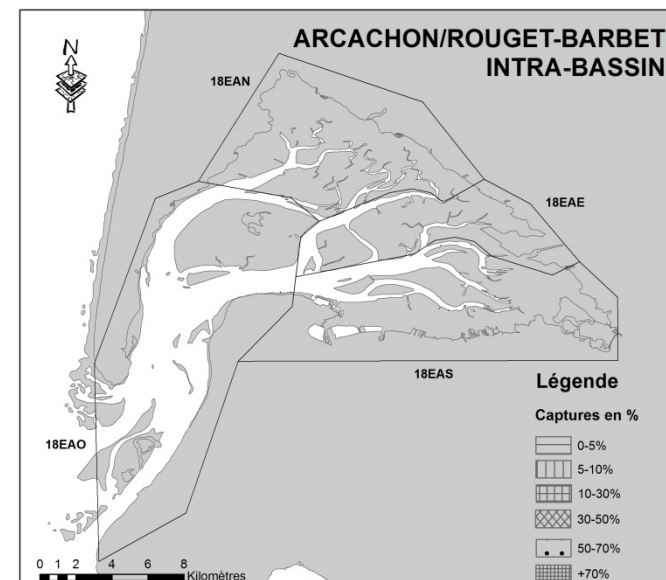 ARCACHON/ROUGET-BARBET
INTRA-BASSIN
N
18EAN
18EAE
18EAS
18EAO
Légende
Captures en %
0-5%
5-10%
10-30%
30-50%
50-70%
+70%
0 1 2 4 6 8
Kilomètres